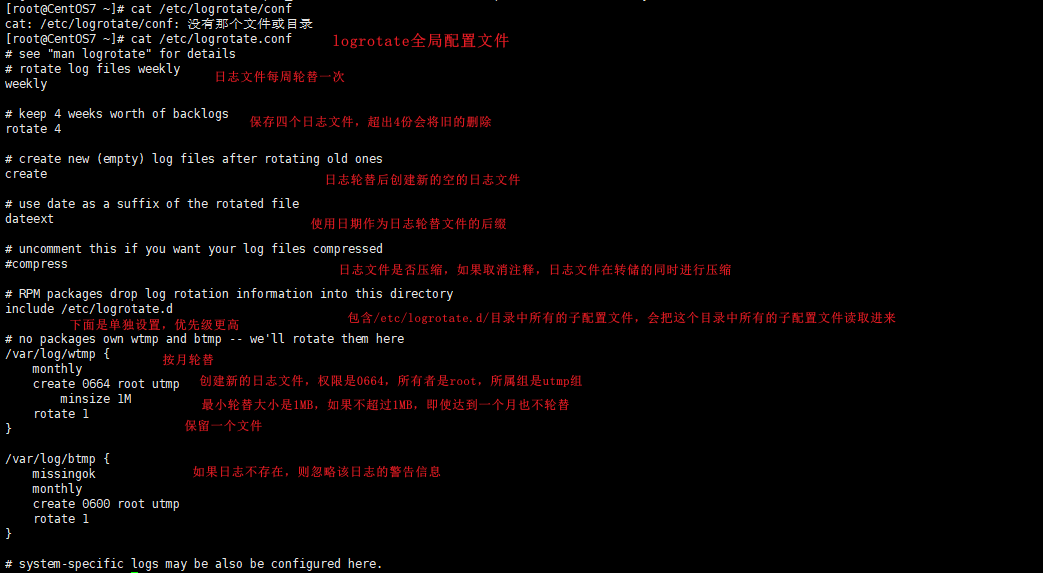 [root@CentOS7 ~]# cat /etc/logrotate/conf
cat: /etc/logrotate/conf: 没有那个文件或目录
[root@CentOS7 ~]# cat /etc/logrotate.conf
logrotate全局配置文件
# see "man logrotate" for details
# rotate log files weekly
日志文件每周轮替一次
weekly
# keep 4 weeks worth of backlogs
保存四个日志文件，超出4份会将旧的删除
rotate 4
# create new (empty) log files after rotating old ones
create
日志轮替后创建新的空的日志文件
# use date as a suffix of the rotated file
dateext
使用日期作为日志轮替文件的后缀
# uncomment this if you want your log files compressed
#compress
日志文件是否压缩，如果取消注释，日志文件在转储的同时进行压缩
# RPM packages drop log rotation information into this directory
include /etc/logrotate.d
包含/etc/logrotate.d/目录中所有的子配置文件，会把这个目录中所有的子配置文件读取进来
下面是单独设置，优先级更高
# no packages own wtmp and btmp -- we'll rotate them here
/var/log/wtmp {
按月轮替
monthly
create 0664 root utmp
创建新的日志文件，权限是0664，所有者是root，所属组是utmp组
minsize 1M
最小轮替大小是1MB，如果不超过1MB，即使达到一个月也不轮替
rotate 1
保留一个文件
}
/var/log/btmp {
missingok
如果日志不存在，则忽略该日志的警告信息
monthly
create 0600 root utmp
rotate 1
}
# system-specific logs may be also be configured here.